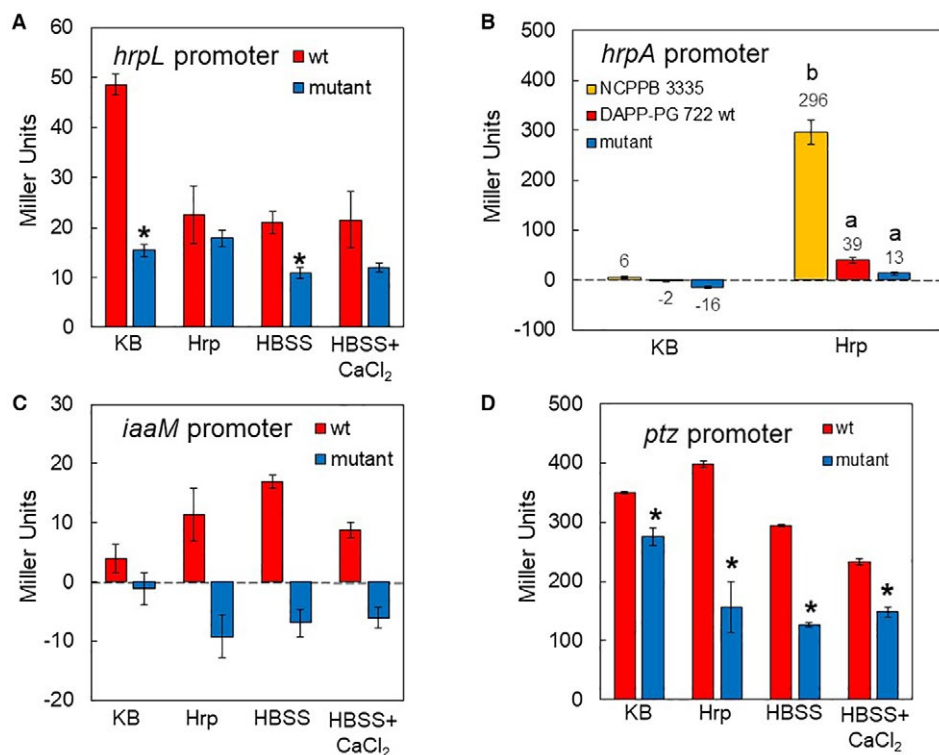 A
hrpL promoter
wt
mutant
Miller Units
60
50
40
30
20
10
0
*
*
KB
Hrp
HBSS
HBSS+
CaCl2
B
hrpA promoter
NCPPB 3335
DAPP-PG 722 wt
mutant
Miller Units
500
400
300
200
100
0
-100
6
-2
-16
b
296
a
39
a
13
KB
Hrp
C
iaaM promoter
wt
mutant
Miller Units
30
20
10
0
-10
-20
KB
Hrp
HBSS
HBSS+
CaCl2
D
ptz promoter
wt
mutant
Miller Units
500
400
300
200
100
0
*
*
*
*
KB
Hrp
HBSS
HBSS+
CaCl2